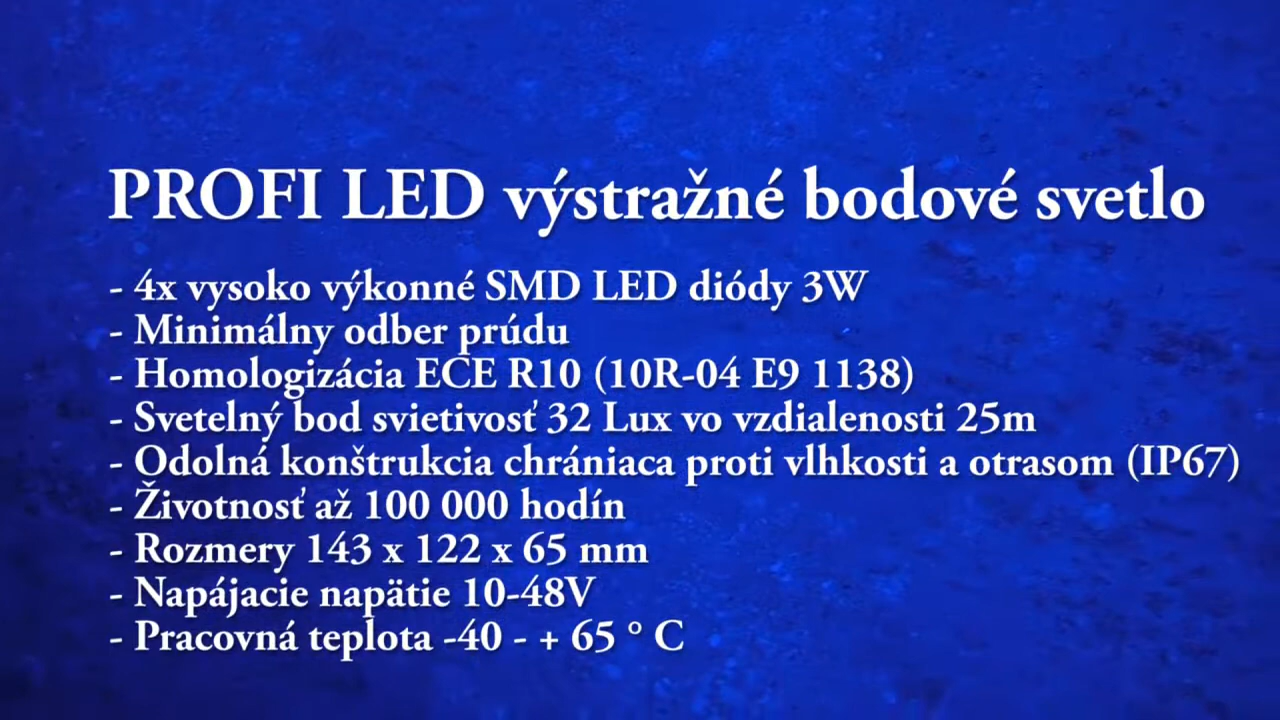 PROFI LED výstražné bodové svetlo
- 4x vysoko výkonné SMD LED diódy 3W
- Minimálny odber prúdu
- Homologizácia ECE R10 (10R-04 E9 1138)
- Svetelný bod svietivosť 32 Lux vo vzdialenosti 25m
- Odolná konštrukcia chrániaca proti vlhkosti a otrasom (IP67)
- Životnosť až 100 000 hodín
- Rozmery 143 x 122 x 65 mm
- Napájacie napätie 10-48V
- Pracovná teplota -40 - + 65 ° C